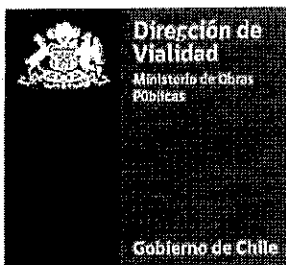 Dirección de
Vialidad
Ministerio de Obras
Públicas
Gobierno de Chile